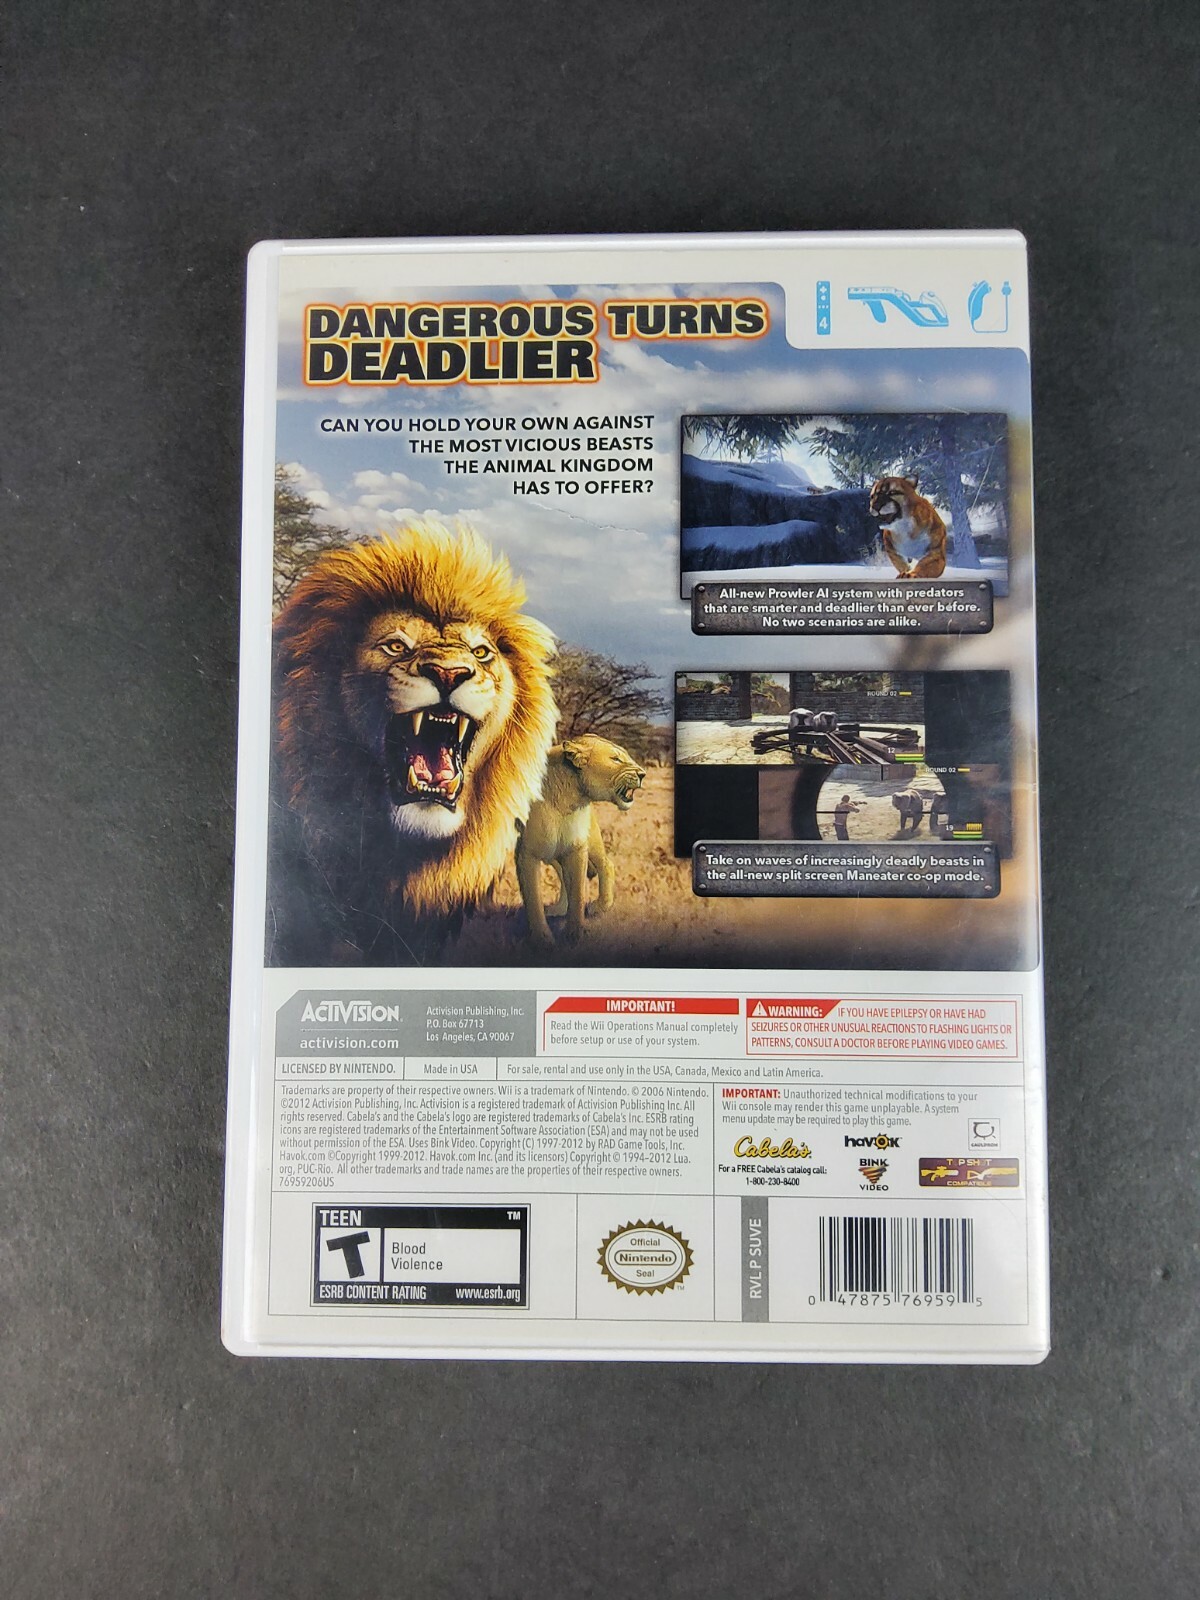 DANGEROUS TURNS
DEADLIER
4
CAN YOU HOLD YOUR OWN AGAINST
THE MOST VICIOUS BEASTS
THE ANIMAL KINGDOM
HAS TO OFFER?
All-new Prowler AI system with predators
that are smarter and deadlier than ever before.
No two scenarios are alike.
ROUND 02
12
ROUND 02
19
Take on waves of increasingly deadly beasts in
the all-new split screen Maneater co-op mode.
ACTIVISION
activision.com
Activision Publishing, Inc.
P.O. Box 67713
Los Angeles, CA 90067
IMPORTANT!
Read the Wii Operations Manual completely
before setup or use of your system.
WARNING: IF YOU HAVE EPILEPSY OR HAVE HAD
SEIZURES OR OTHER UNUSUAL REACTIONS TO FLASHING LIGHTS OR
PATTERNS, CONSULT A DOCTOR BEFORE PLAYING VIDEO GAMES.
LICENSED BY NINTENDO.
Made in USA
For sale, rental and use only in the USA, Canada, Mexico and Latin America.
Trademarks are property of their respective owners. Wii is a trademark of Nintendo. © 2006 Nintendo.
©2012 Activision Publishing, Inc. Activision is a registered trademark of Activision Publishing Inc. All
rights reserved. Cabela's and the Cabela's logo are registered trademarks of Cabela's Inc. ESRB rating
icons are registered trademarks of the Entertainment Software Association (ESA) and may not be used
without permission of the ESA. Uses Bink Video. Copyright (C) 1997-2012 by RAD Game Tools, Inc.
Havok.com ©Copyright 1999-2012. Havok.com Inc. (and its licensors) Copyright © 1994–2012 Lua.
org, PUC-Rio. All other trademarks and trade names are the properties of their respective owners.
76959206US
IMPORTANT: Unauthorized technical modifications to your
Wii console may render this game unplayable. A system
menu update may be required to play this game.
Cabela's
For a FREE Cabela's catalog call:
1-800-230-8400
havok
BINK
VIDEO
CAULDRON
TOP SHOT
COMPATIBLE
TEEN
TM
T
Blood
Violence
ESRB CONTENT RATING www.esrb.org
Official
Nintendo
Seal
TM
RVL P SUVE
0 47875 76959 5